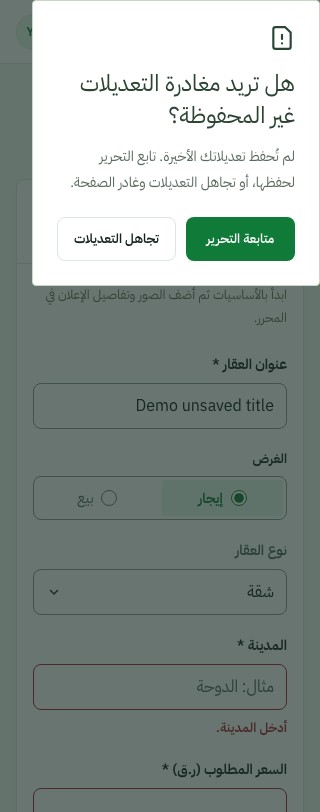 هل تريد مغادرة التعديلات
غير المحفوظة؟
لم تُحفظ تعديلاتك الأخيرة. تابع التحرير
لحفظها، أو تجاهل التعديلات وغادر الصفحة.
متابعة التحرير
تجاهل التعديلات
ابدأ بالأساسيات ثم أضف الصور وتفاصيل الإعلان في
المحرر.
عنوان العقار *
Demo unsaved title
الغرض
إيجار
بيع
نوع العقار
شقة
المدينة *
مثال: الدوحة
أدخل المدينة.
السعر المطلوب (ر.ق) *